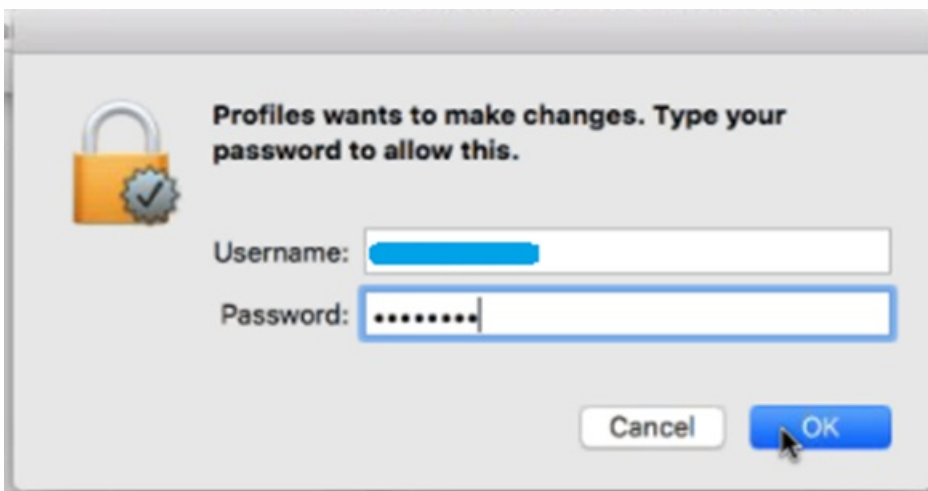 Profiles wants to make changes. Type your
password to allow this.
Username:
Password: ••••••••
Cancel
OK